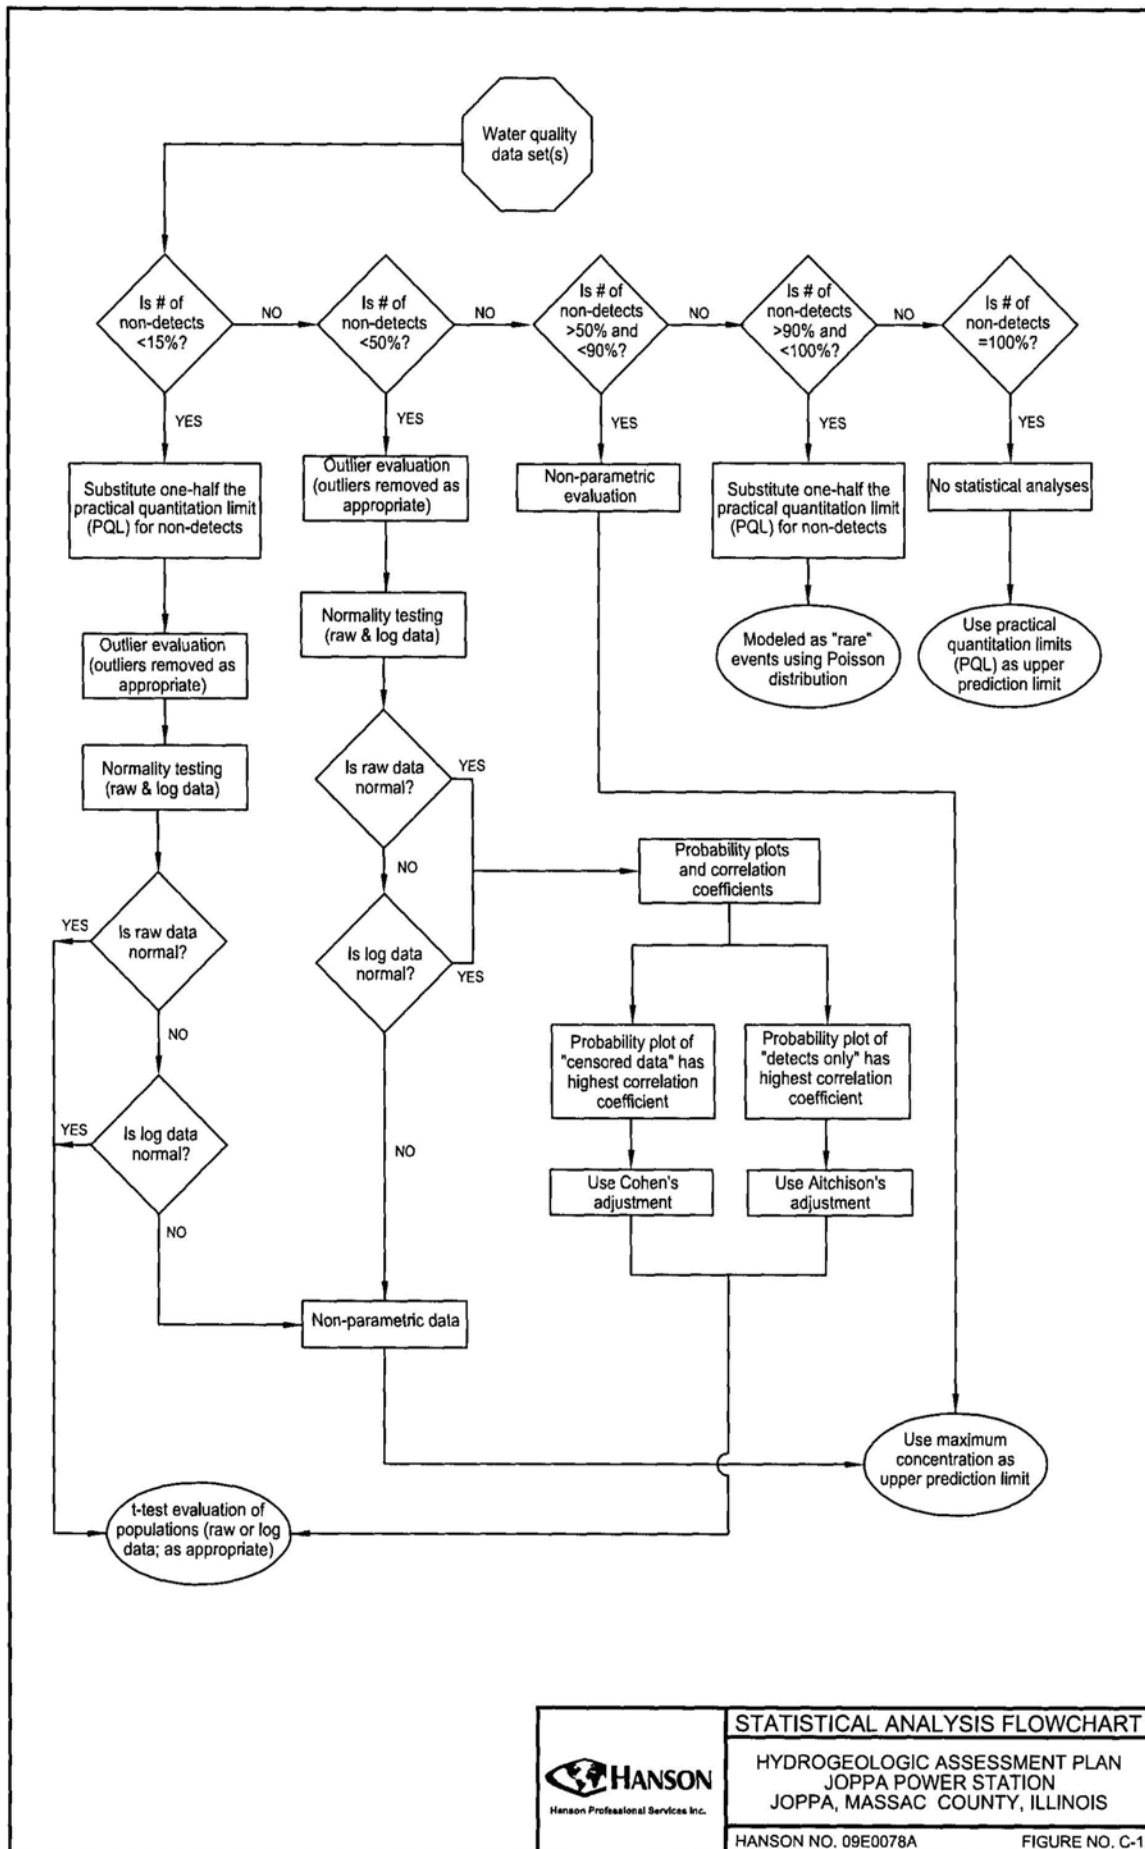 Water quality
data set(s)
Is # of
non-detects
<15%?
NO
Is # of
non-detects
<50%?
NO
Is # of
non-detects
>50% and
<90%?
NO
Is # of
non-detects
>90% and
<100%?
NO
Is # of
non-detects
=100%?
YES
YES
YES
YES
YES
Substitute one-half the
practical quantitation limit
(PQL) for non-detects
Outlier evaluation
(outliers removed as
appropriate)
Non-parametric
evaluation
Substitute one-half the
practical quantitation limit
(PQL) for non-detects
No statistical analyses
Outlier evaluation
(outliers removed as
appropriate)
Normality testing
(raw & log data)
Modeled as "rare"
events using Poisson
distribution
Use practical
quantitation limits
(PQL) as upper
prediction limit
Normality testing
(raw & log data)
Is raw data
normal?
YES
NO
Is log data
normal?
YES
NO
Probability plots
and correlation
coefficients
YES
Is raw data
normal?
NO
YES
Is log data
normal?
NO
Probability plot of
"censored data" has
highest correlation
coefficient
Probability plot of
"detects only" has
highest correlation
coefficient
Use Cohen's
adjustment
Use Aitchison's
adjustment
Non-parametric data
Use maximum
concentration as
upper prediction limit
t-test evaluation of
populations (raw or log
data; as appropriate)
HANSON
Hanson Professional Services Inc.
STATISTICAL ANALYSIS FLOWCHART
HYDROGEOLOGIC ASSESSMENT PLAN
JOPPA POWER STATION
JOPPA, MASSAC COUNTY, ILLINOIS
HANSON NO. 09E0078A
FIGURE NO. C-1